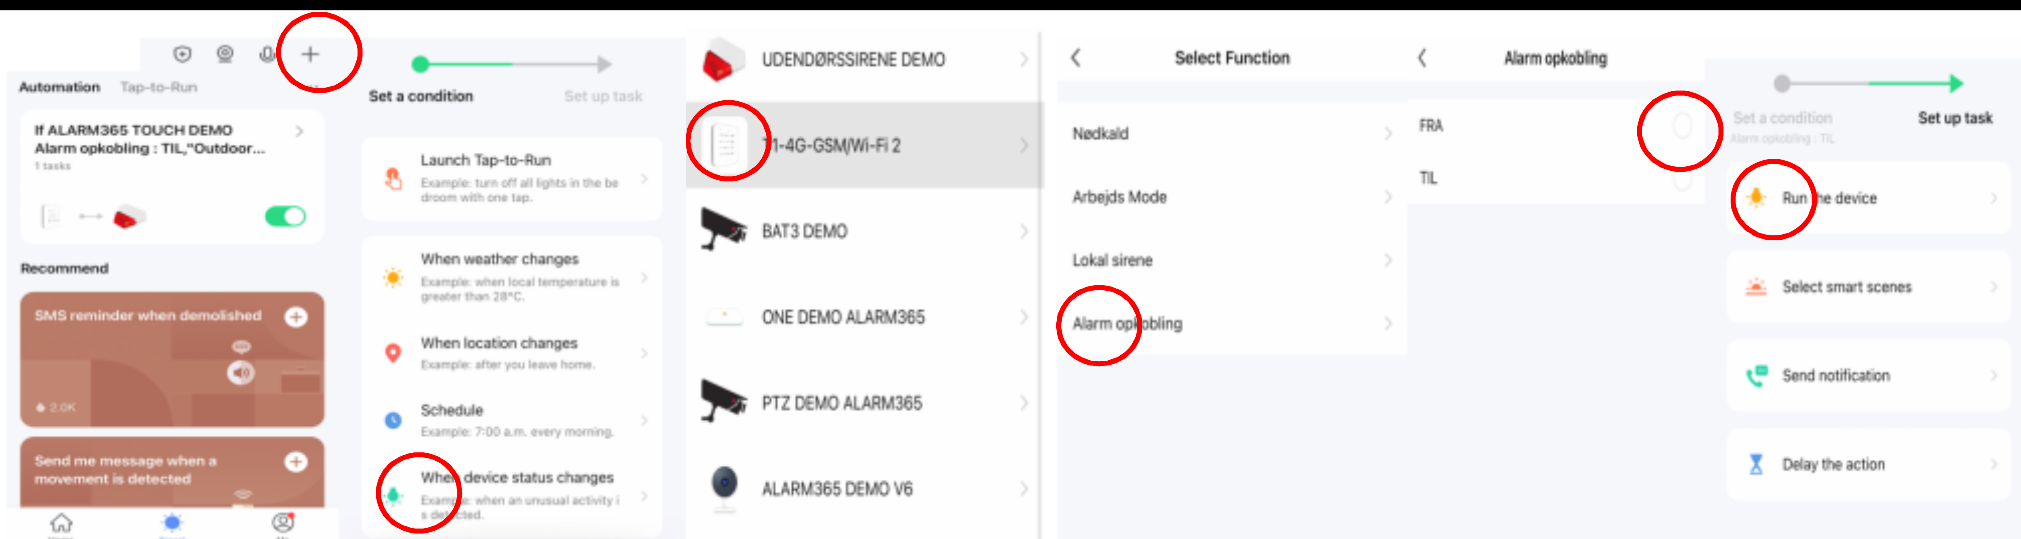 Automation Tap-to-Run
If ALARM365 TOUCH DEMO
Alarm opkobling : TIL,"Outdoor...
1 tasks
Recommend
SMS reminder when demolished
2.0K
Send me message when a
movement is detected
Set a condition
Set up task
Launch Tap-to-Run
Example: turn off all lights in the be
droom with one tap.
When weather changes
Example: when local temperature is
greater than 28°C.
When location changes
Example: after you leave home.
Schedule
Example: 7:00 a.m. every morning.
When device status changes
Example: when an unusual activity i
s detected.
UDENDØRSSIRENE DEMO
T1-4G-GSM/Wi-Fi 2
BAT3 DEMO
ONE DEMO ALARM365
PTZ DEMO ALARM365
ALARM365 DEMO V6
Select Function
Nødkald
Arbejds Mode
Lokal sirene
Alarm opkobling
Alarm opkobling
FRA
TIL
Set a condition
Alarm opkobling : TIL
Set up task
Run the device
Select smart scenes
Send notification
Delay the action